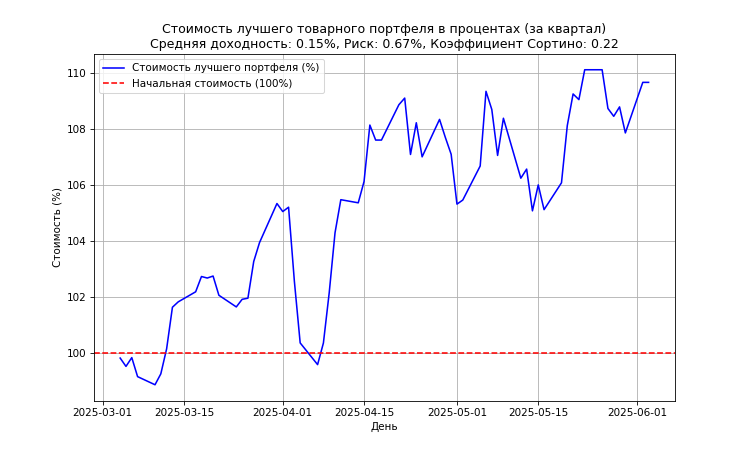 Стоимость лучшего товарного портфеля в процентах (за квартал)
Средняя доходность: 0.15%, Риск: 0.67%, Коэффициент Сортино: 0.22
Стоимость лучшего портфеля (%)
Начальная стоимость (100%)
Стоимость (%)
110
108
106
104
102
100
2025-03-01
2025-03-15
2025-04-01
2025-04-15
2025-05-01
2025-05-15
2025-06-01
День